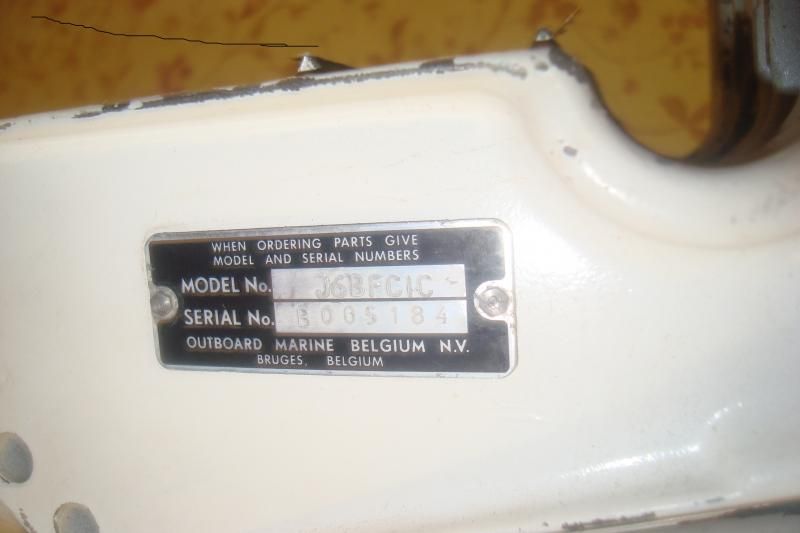 WHEN ORDERING PARTS GIVE
MODEL AND SERIAL NUMBERS
MODEL No. J6BFCIC
SERIAL No. B005184
OUTBOARD MARINE BELGIUM N.V.
BRUGES, BELGIUM